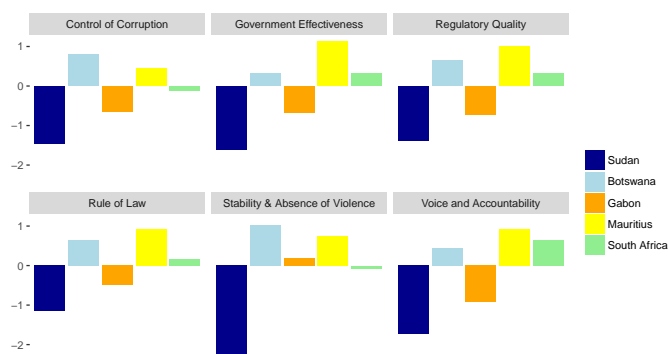 Control of Corruption
Government Effectiveness
Regulatory Quality
1
0
−1
−2
Rule of Law
Stability & Absence of Violence
Voice and Accountability
1
0
−1
−2
Sudan
Botswana
Gabon
Mauritius
South Africa